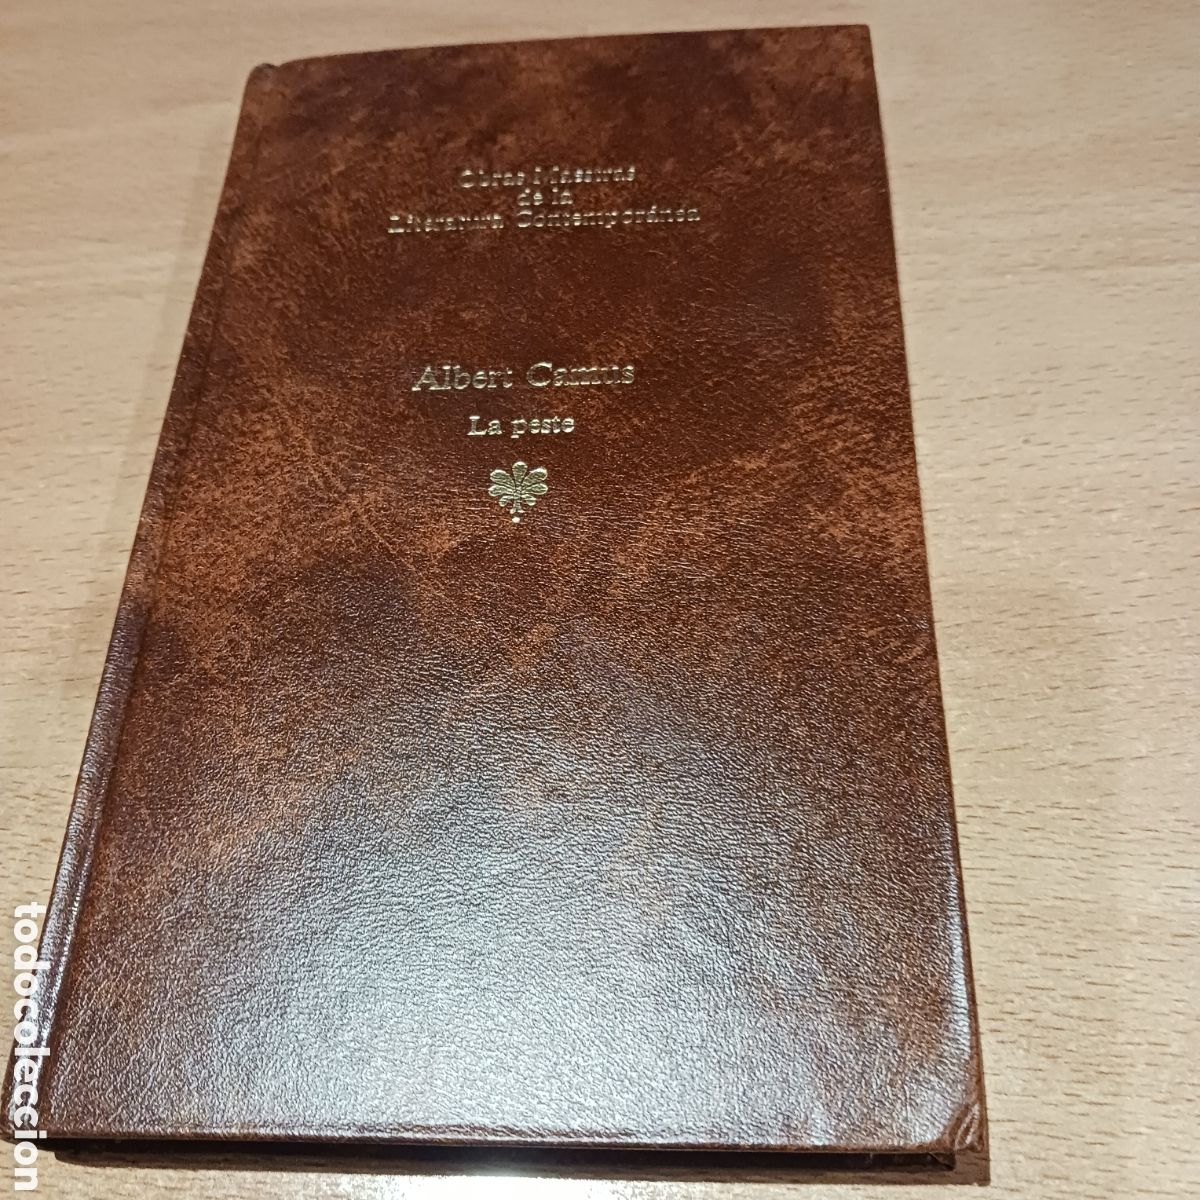 Obras Maestras
de la
Literatura Contemporánea
Albert Camus
La peste
todocoleccion